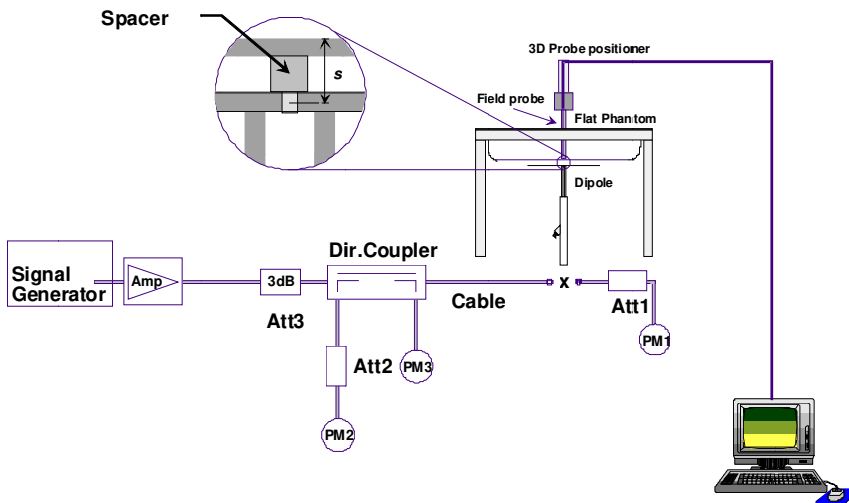 Spacer
s
3D Probe positioner
Field probe
Flat Phantom
Dipole
Signal
Generator
Amp
3dB
Att3
Dir.Coupler
Cable
x
Att1
PM1
Att2
PM3
PM2